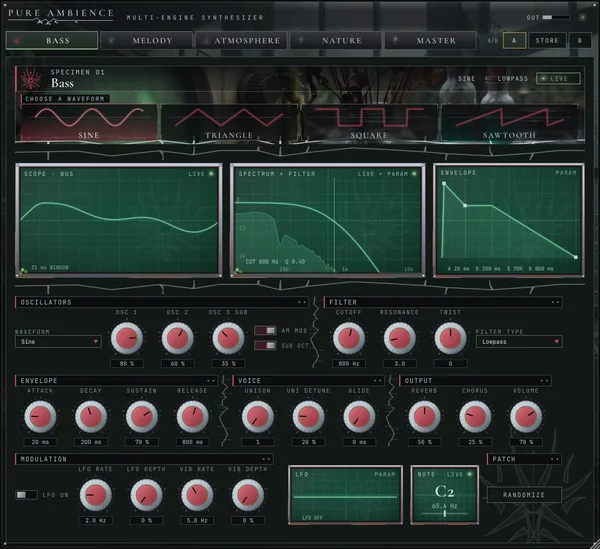 PURE AMBIENCE
MULTI-ENGINE SYNTHESIZER
OUT
BASS
MELODY
ATMOSPHERE
NATURE
MASTER
A/B
A
STORE
B
SPECIMEN 01
Bass
SINE
LOWPASS
LIVE
CHOOSE A WAVEFORM
SINE
TRIANGLE
SQUARE
SAWTOOTH
SCOPE · BUS
LIVE
31 ms WINDOW
SPECTRUM + FILTER
LIVE + PARAM
0
-12
-24
CUT 800 Hz Q 0.40
100
1k
10k
ENVELOPE
PARAM
A 20 ms D 200 ms S 70% R 800 ms
OSCILLATORS
FILTER
OSC 1
OSC 2
OSC 3 SUB
WAVEFORM
Sine
80 %
60 %
35 %
AM MOD
SUB OCT
CUTOFF
RESONANCE
TWIST
800 Hz
3.0
0
FILTER TYPE
Lowpass
ENVELOPE
VOICE
OUTPUT
ATTACK
DECAY
SUSTAIN
RELEASE
UNISON
UNI DETUNE
GLIDE
REVERB
CHORUS
VOLUME
20 ms
200 ms
70 %
800 ms
1
20 %
0 ms
50 %
25 %
70 %
MODULATION
PATCH
LFO RATE
LFO DEPTH
VIB RATE
VIB DEPTH
LFO ON
2.0 Hz
0 %
5.0 Hz
0 %
LFO
PARAM
LFO OFF
NOTE
LIVE
C2
65.4 Hz
RANDOMIZE